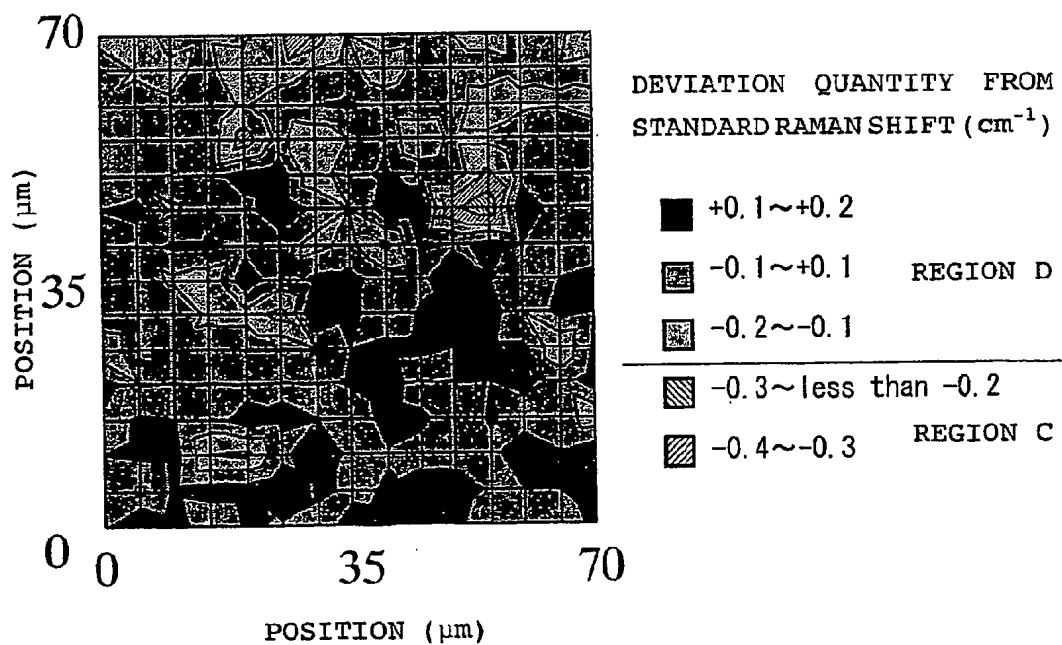 70
35
0
POSITION (μm)
0
35
70
POSITION (μm)
DEVIATION QUANTITY FROM
STANDARD RAMAN SHIFT (cm⁻¹)
+0.1~+0.2
-0.1~+0.1
REGION D
-0.2~-0.1
-0.3~less than -0.2
REGION C
-0.4~-0.3